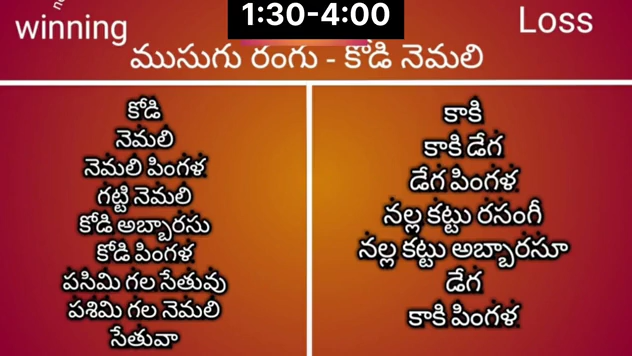 1:30-4:00
winning
Loss
ముసుగు రంగు - కోడి నెమలి
కోడి
నెమలి
నెమలి పింగళ
గట్టి నెమలి
కోడి అబ్బారసు
కోడి పింగళ
పసిమి గల సేతువు
పశిమి గల నెమలి
సేతువా
కాకి
కాకి డేగ
డేగ పింగళ
నల్ల కట్టు రసంగీ
నల్ల కట్టు అబ్బారసూ
డేగ
కాకి పింగళ